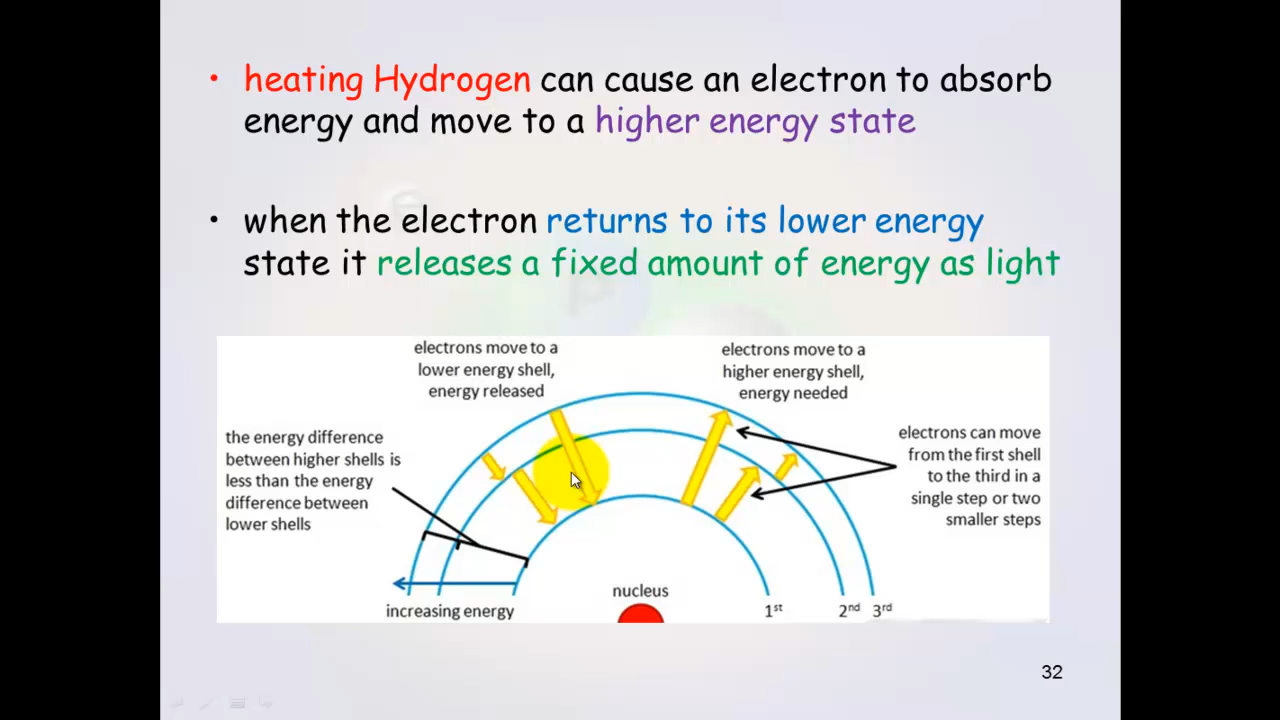 • heating Hydrogen can cause an electron to absorb
energy and move to a higher energy state
• when the electron returns to its lower energy
state it releases a fixed amount of energy as light
electrons move to a
lower energy shell,
energy released
electrons move to a
higher energy shell,
energy needed
the energy difference
between higher shells is
less than the energy
difference between
lower shells
electrons can move
from the first shell
to the third in a
single step or two
smaller steps
increasing energy
nucleus
1st
2nd
3rd
32